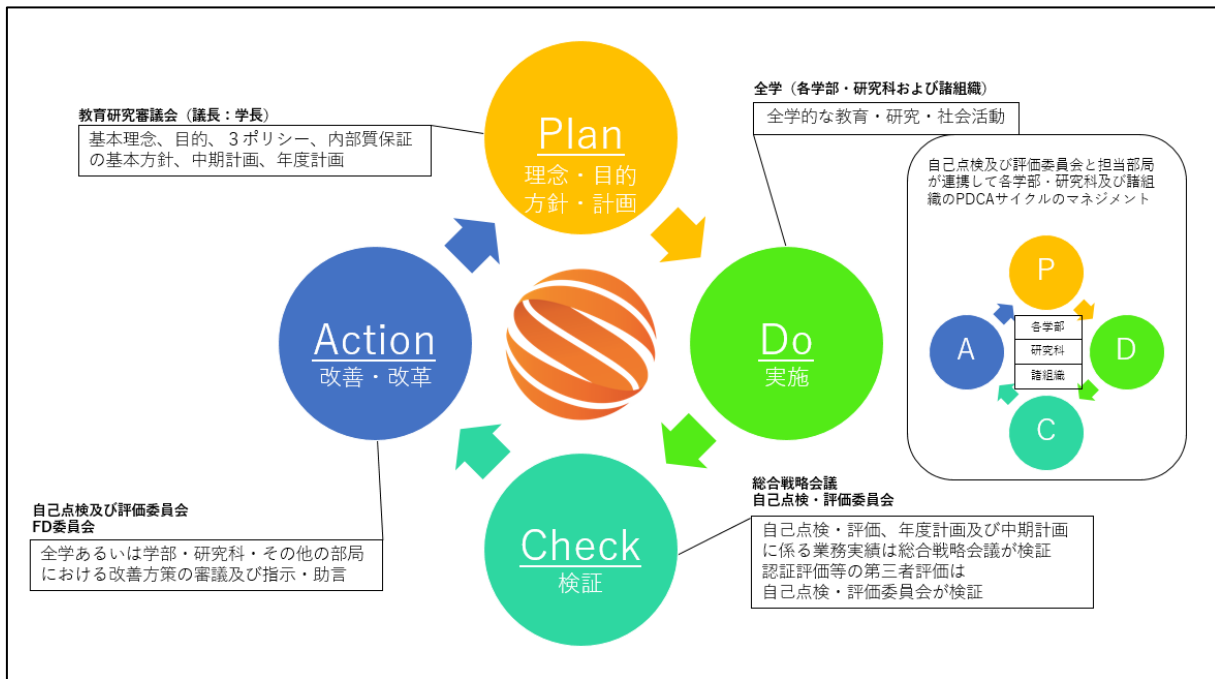 教育研究審議会（議長：学長）
基本理念、目的、３ポリシー、内部質保証
の基本方針、中期計画、年度計画
Plan
理念・目的
方針・計画
全学（各学部・研究科および諸組織）
全学的な教育・研究・社会活動
Do
実施
Check
検証
総合戦略会議
自己点検・評価委員会
自己点検・評価、年度計画及び中期計画
に係る業務実績は総合戦略会議が検証
認証評価等の第三者評価は
自己点検・評価委員会が検証
Action
改善・改革
自己点検及び評価委員会
FD委員会
全学あるいは学部・研究科・その他の部局
における改善方策の審議及び指示・助言
自己点検及び評価委員会と担当部局
が連携して各学部・研究科及び諸組
織のPDCAサイクルのマネジメント
P
各学部
研究科
諸組織
D
C
A